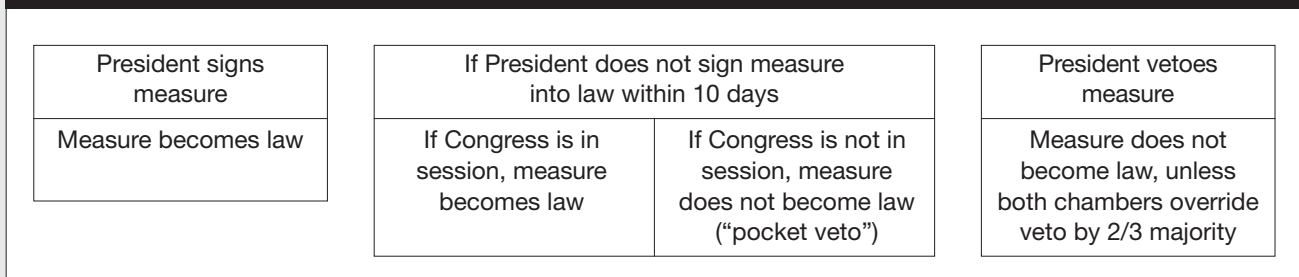 President signs
measure
Measure becomes law
If President does not sign measure
into law within 10 days
If Congress is in
session, measure
becomes law
If Congress is not in
session, measure
does not become law
(“pocket veto”)
President vetoes
measure
Measure does not
become law, unless
both chambers override
veto by 2/3 majority